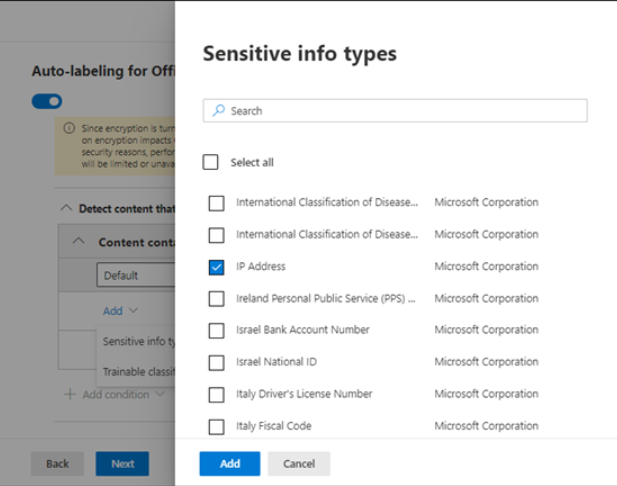 Sensitive info types
Search
Select all
International Classification of Disease... Microsoft Corporation
International Classification of Disease... Microsoft Corporation
IP Address Microsoft Corporation
Ireland Personal Public Service (PPS) ... Microsoft Corporation
Israel Bank Account Number Microsoft Corporation
Israel National ID Microsoft Corporation
Italy Driver's License Number Microsoft Corporation
Italy Fiscal Code Microsoft Corporation
Add Cancel
Auto-labeling for Offi
Since encryption is turn
on encryption impacts
security reasons, perfor
will be limited or unava
Detect content that
Content conta
Default
Add
Sensitive info ty
Trainable classif
Add condition
Back Next